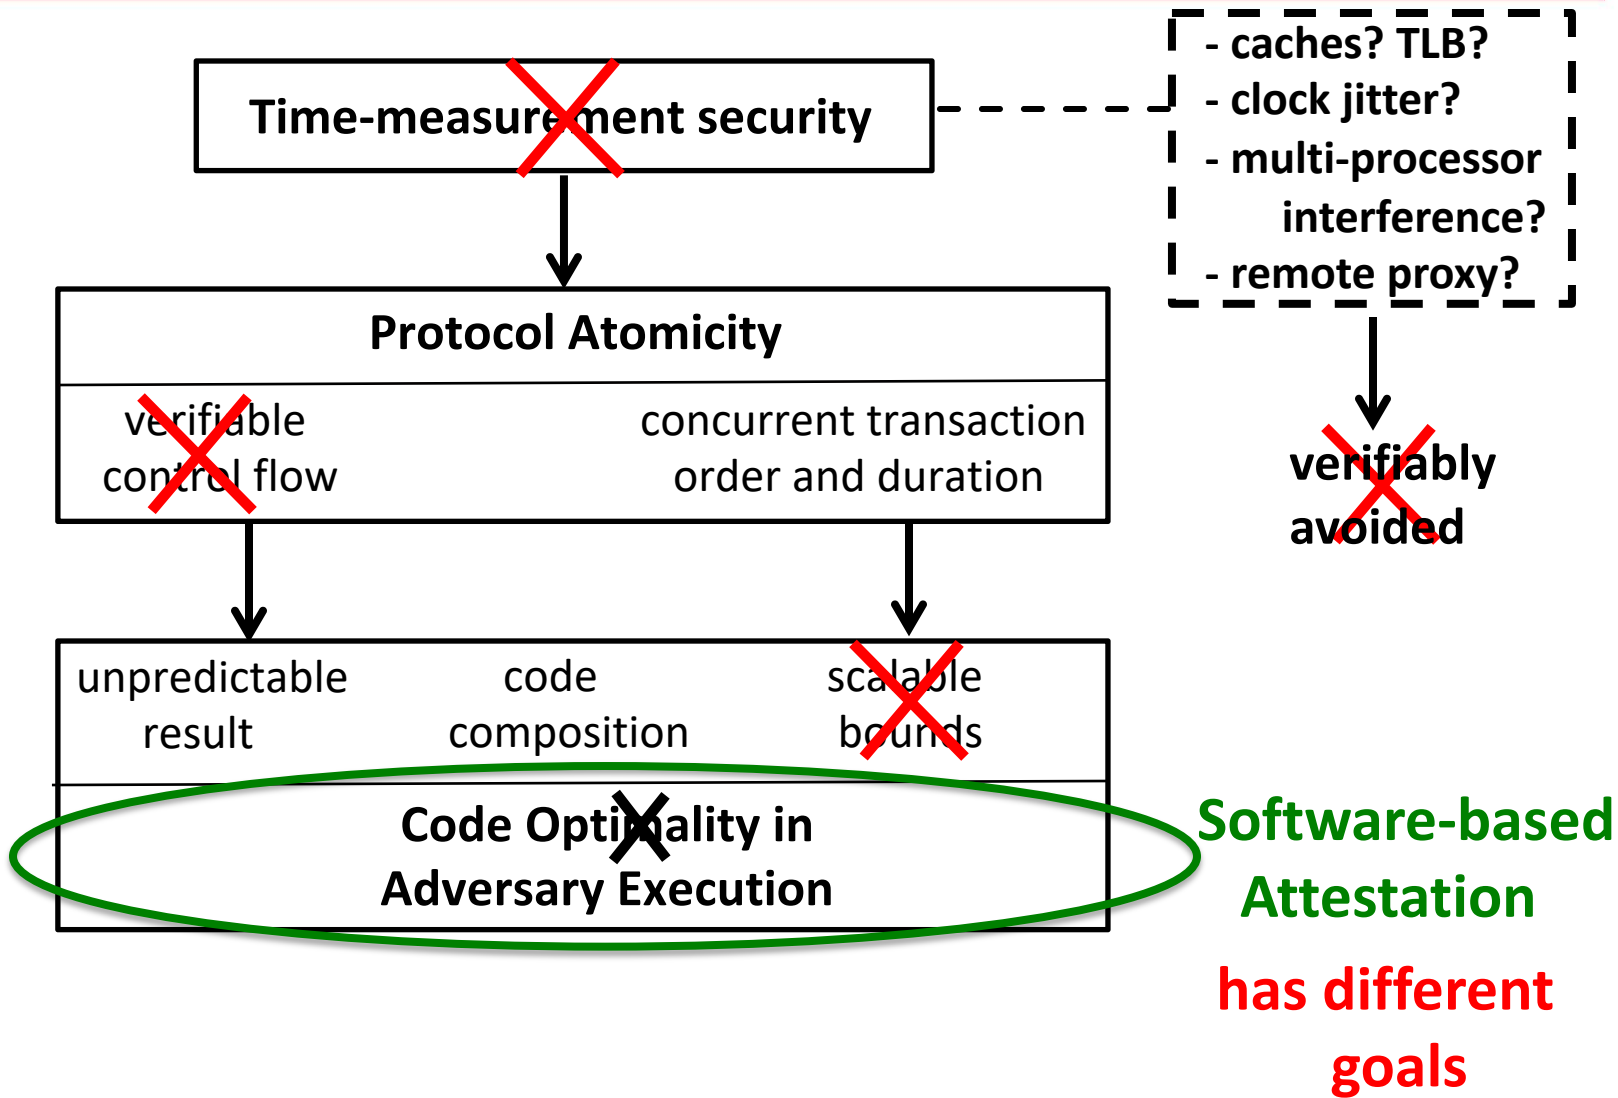 Time-measurement security
- caches? TLB?
- clock jitter?
- multi-processor
interference?
- remote proxy?
verifiably
avoided
Protocol Atomicity
verifiable
control flow
concurrent transaction
order and duration
unpredictable
result
code
composition
scalable
bounds
Code Optimality in
Adversary Execution
Software-based
Attestation
has different
goals